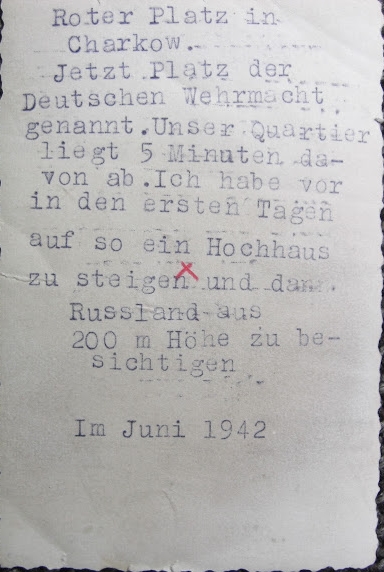 Roter Platz in
Charkow.
Jetzt Platz der
Deutschen Wehrmacht
genannt.Unser Quartier
liegt 5 Minuten da-
von ab.Ich habe vor
in den ersten Tagen
auf so ein Hochhaus
zu steigen und dann
Russland aus
200 m Höhe zu be-
sichtigen
Im Juni 1942